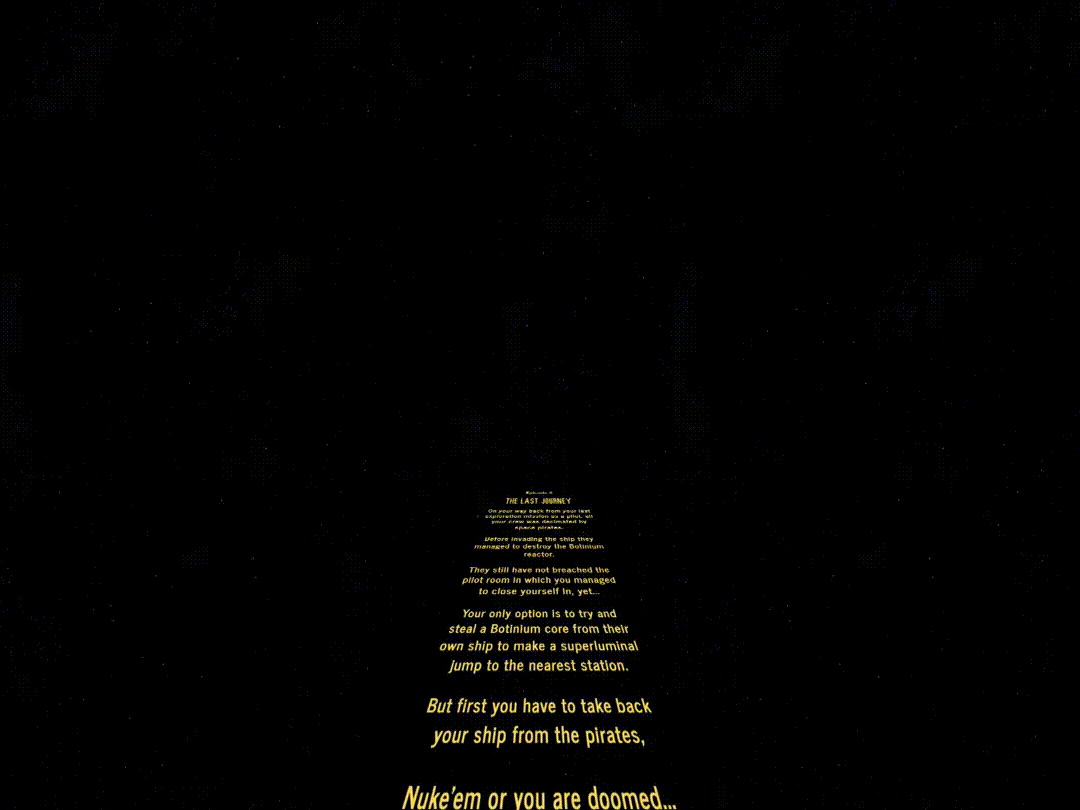 THE LAST JOURNEY
On your way back from your last
exploration mission as a pilot, all
your crew was decimated by
space pirates.
Before invading the ship they
managed to destroy the Botinium
reactor.
They still have not breached the
pilot room in which you managed
to close yourself in, yet...
Your only option is to try and
steal a Botinium core from their
own ship to make a superluminal
jump to the nearest station.
But first you have to take back
your ship from the pirates,
Nuke'em or you are doomed...